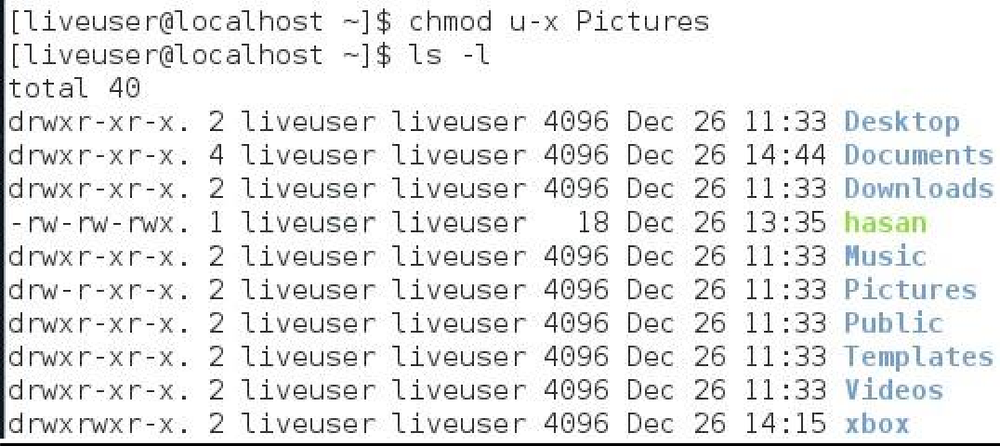 [liveuser@localhost ~]$ chmod u-x Pictures
[liveuser@localhost ~]$ ls -l
total 40
drwxr-xr-x. 2 liveuser liveuser 4096 Dec 26 11:33 Desktop
drwxr-xr-x. 4 liveuser liveuser 4096 Dec 26 14:44 Documents
drwxr-xr-x. 2 liveuser liveuser 4096 Dec 26 11:33 Downloads
-rw-rw-rwx. 1 liveuser liveuser   18 Dec 26 13:35 hasan
drwxr-xr-x. 2 liveuser liveuser 4096 Dec 26 11:33 Music
drw-r-xr-x. 2 liveuser liveuser 4096 Dec 26 11:33 Pictures
drwxr-xr-x. 2 liveuser liveuser 4096 Dec 26 11:33 Public
drwxr-xr-x. 2 liveuser liveuser 4096 Dec 26 11:33 Templates
drwxr-xr-x. 2 liveuser liveuser 4096 Dec 26 11:33 Videos
drwxrwxr-x. 2 liveuser liveuser 4096 Dec 26 14:15 xbox